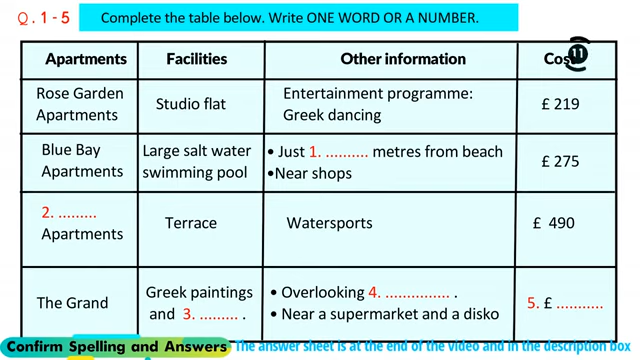 Q.1-5
Complete the table below. Write ONE WORD OR A NUMBER.
Apartments Facilities Other information Cos
11
Rose Garden
Apartments
Studio flat
Entertainment programme:
Greek dancing
£ 219
Blue Bay
Apartments
Large salt water
swimming pool
• Just 1. .......... metres from beach
•Near shops
£ 275
2. .........
Apartments
Terrace
Watersports
£ 490
The Grand
Greek paintings
and 3. ......... .
• Overlooking 4. ............... .
• Near a supermarket and a disko
5. £ ...........
Confirm Spelling and Answers The answer sheet is at the end of the video and in the description box